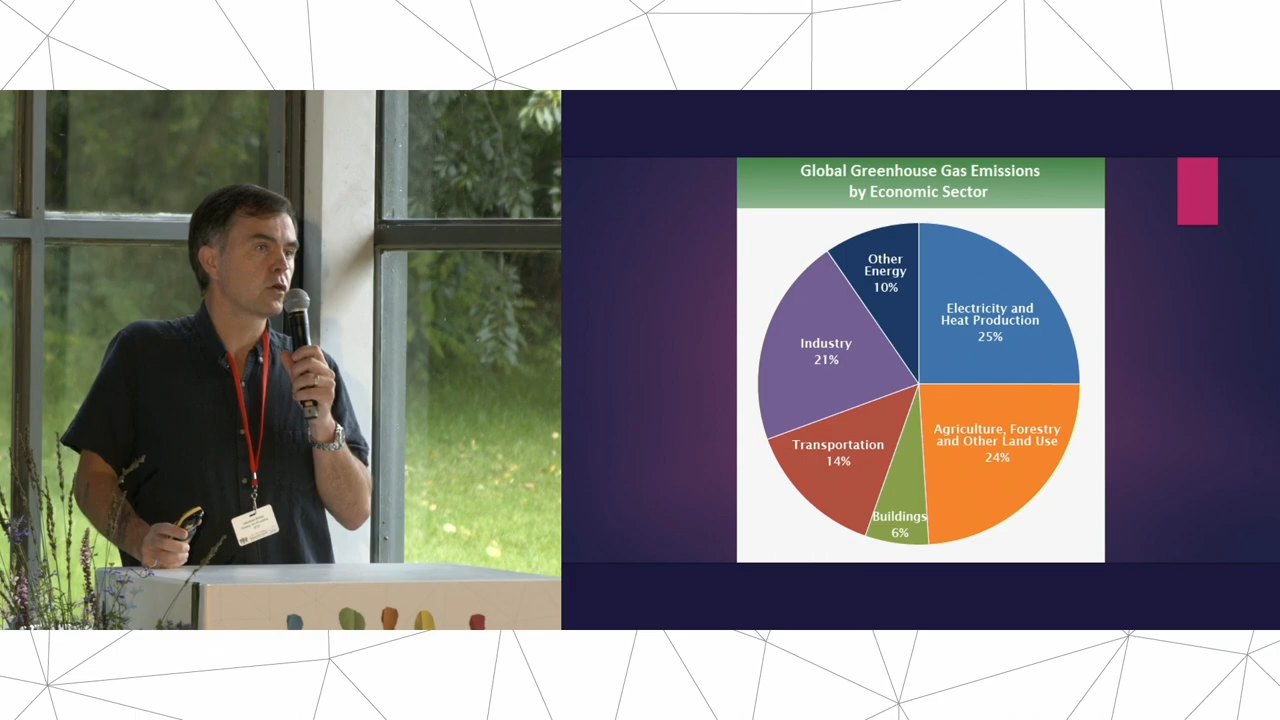 Global Greenhouse Gas Emissions
by Economic Sector
Other
Energy
10%
Electricity and
Heat Production
25%
Industry
21%
Agriculture, Forestry
and Other Land Use
24%
Transportation
14%
Buildings
6%